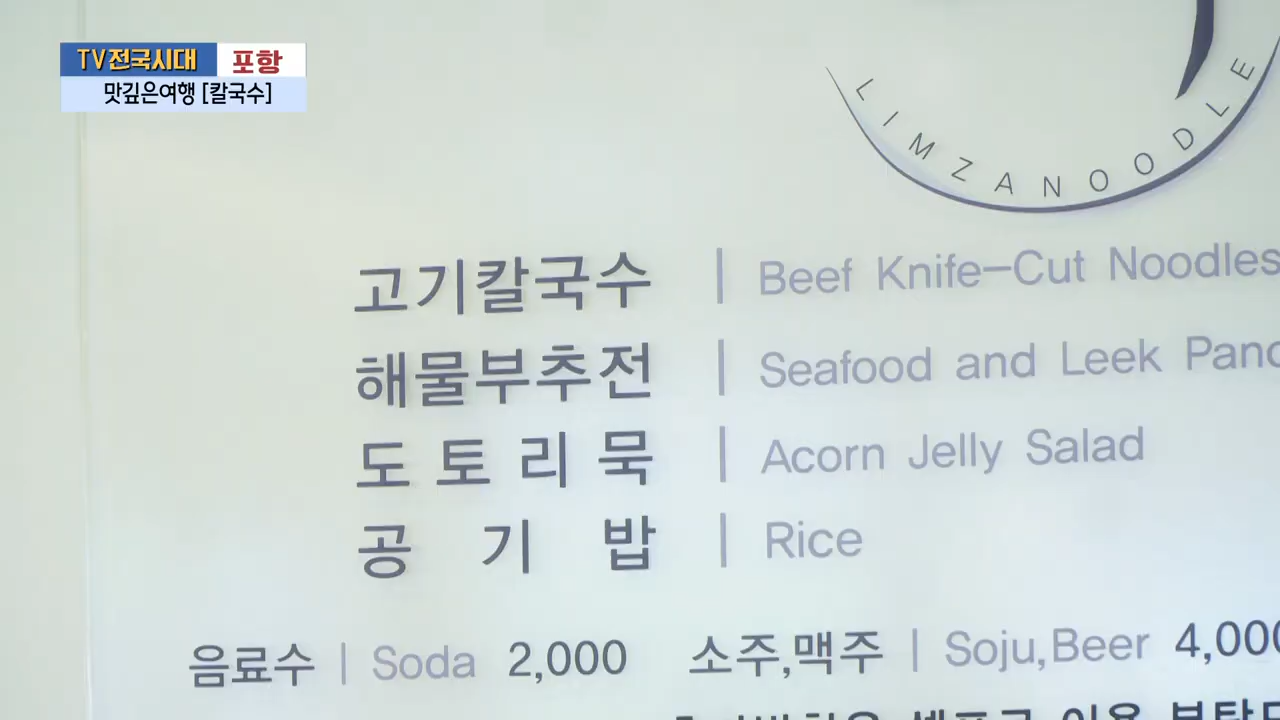 TV전국시대 포항
맛깊은여행 [칼국수]
LIMZANOODLE
고기칼국수 | Beef Knife-Cut Noodles
해물부추전 | Seafood and Leek
도토리묵 | Acorn Jelly Salad
공기밥 | Rice
음료수 | Soda 2,000 소주,맥주 | Soju,Beer 4,000